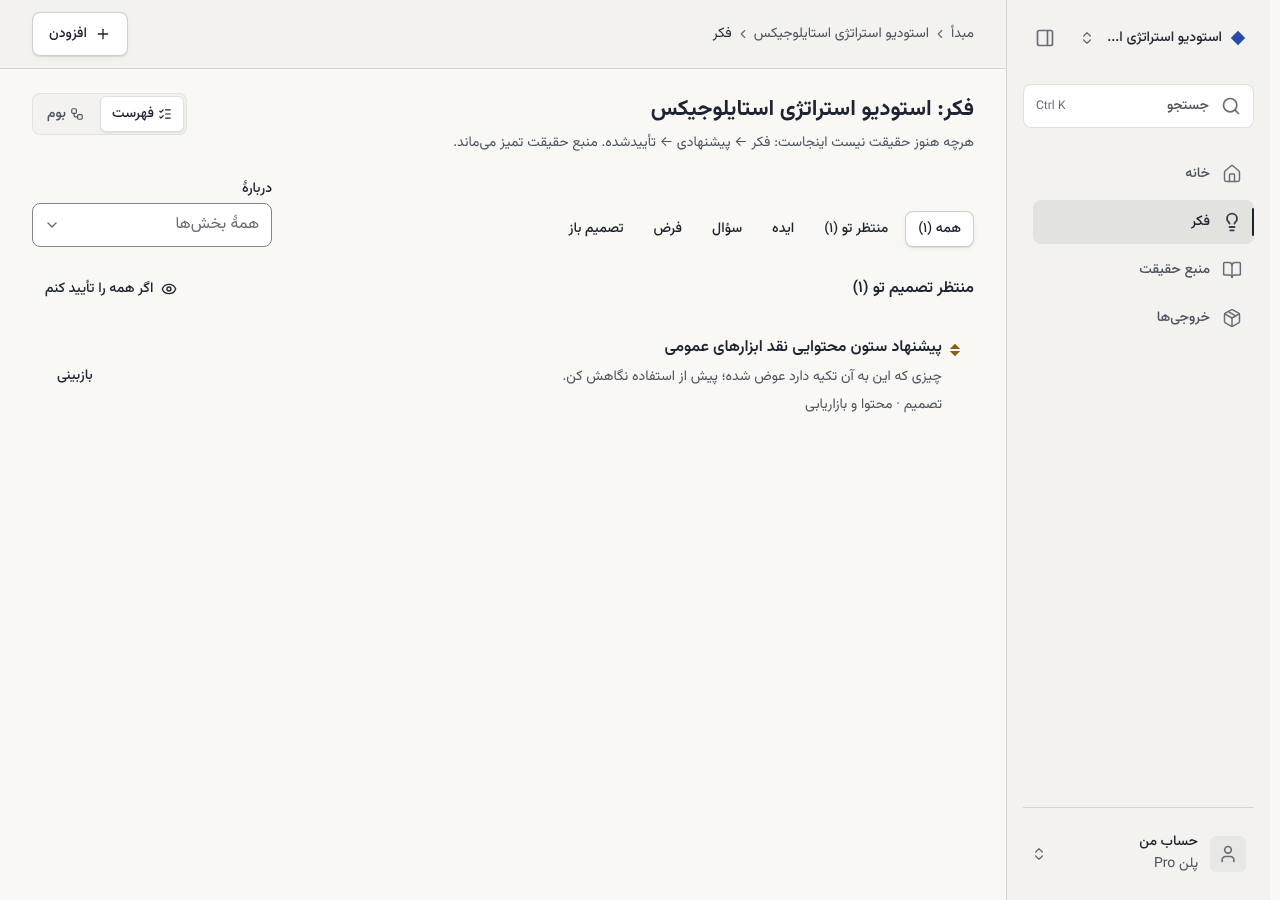 استودیو استراتژی ا...
جستجو
Ctrl K
خانه
فکر
منبع حقیقت
خروجی‌ها
حساب من
پلن Pro
مبدأ › استودیو استراتژی استایلوجیکس › فکر
افزودن
فکر: استودیو استراتژی استایلوجیکس
هرچه هنوز حقیقت نیست اینجاست: فکر ← پیشنهادی ← تأییدشده. منبع حقیقت تمیز می‌ماند.
فهرست
بوم
دربارهٔ
همهٔ بخش‌ها
همه (۱)
منتظر تو (۱)
ایده
سؤال
فرض
تصمیم باز
منتظر تصمیم تو (۱)
اگر همه را تأیید کنم
پیشنهاد ستون محتوایی نقد ابزارهای عمومی
چیزی که این به آن تکیه دارد عوض شده؛ پیش از استفاده نگاهش کن.
تصمیم · محتوا و بازاریابی
بازبینی